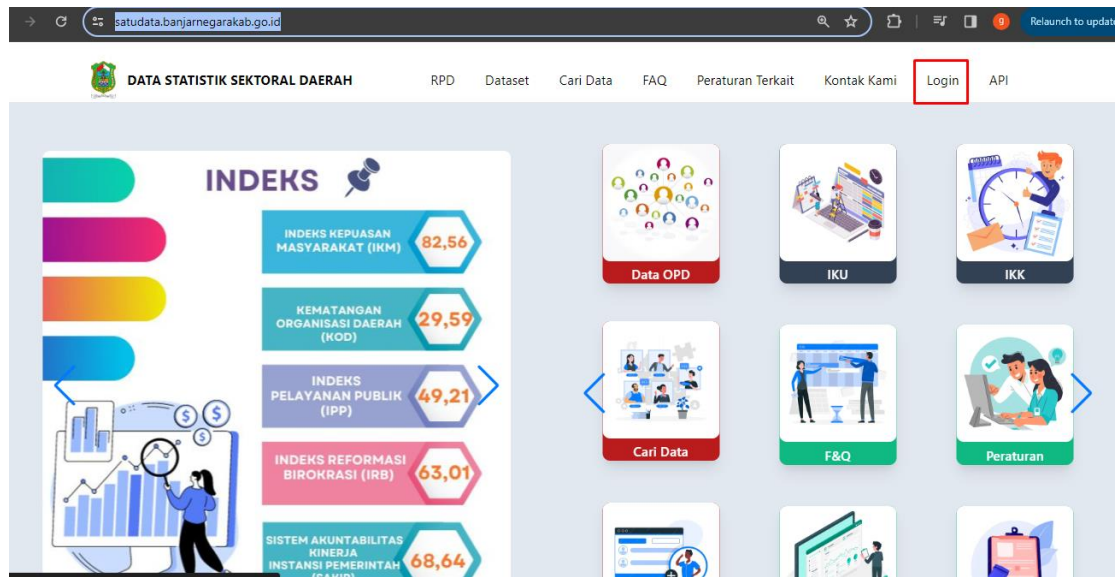 satudata.banjarnegarakab.go.id
g
Relaunch to update
DATA STATISTIK SEKTORAL DAERAH
RPD
Dataset
Cari Data
FAQ
Peraturan Terkait
Kontak Kami
Login
API
INDEKS
INDEKS KEPUASAN
MASYARAKAT (IKM)
82,56
KEMATANGAN
ORGANISASI DAERAH
(KOD)
29,59
INDEKS
PELAYANAN PUBLIK
(IPP)
49,21
INDEKS REFORMASI
BIROKRASI (IRB)
63,01
SISTEM AKUNTABILITAS
KINERJA
INSTANSI PEMERINTAH
(SAKIP)
68,64
Data OPD
IKU
IKK
Cari Data
F&Q
Peraturan